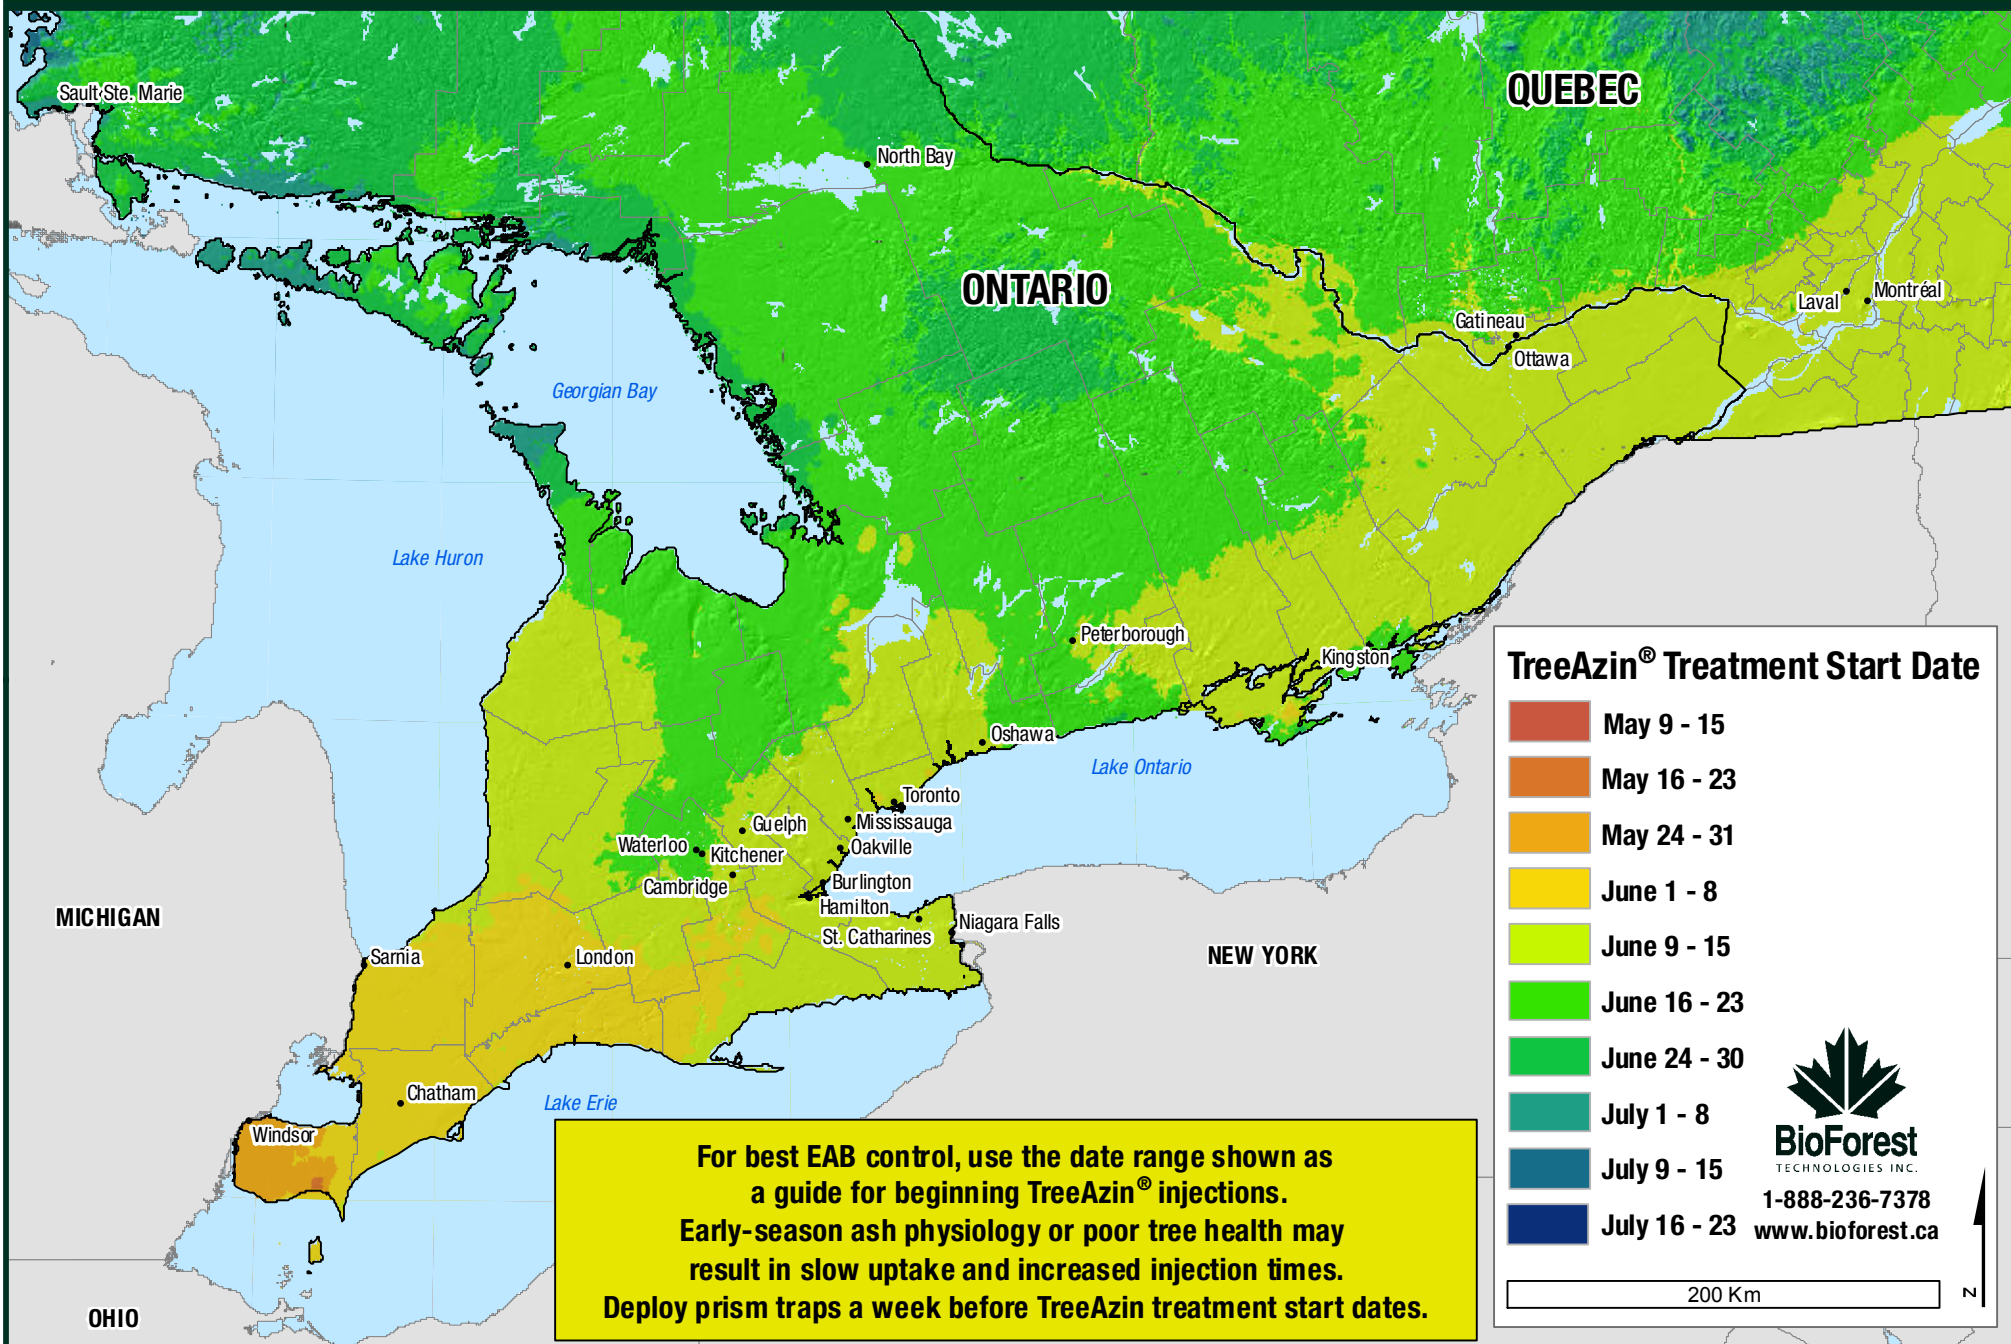 QUEBEC
Sault Ste. Marie
North Bay
ONTARIO
Laval
Montréal
Gatineau
Ottawa
Georgian Bay
Lake Huron
Peterborough
Kingston
Oshawa
Lake Ontario
Toronto
Mississauga
Guelph
Waterloo
Kitchener
Oakville
Cambridge
Burlington
Hamilton
MICHIGAN
Niagara Falls
St. Catharines
Sarnia
London
NEW YORK
Chatham
Lake Erie
Windsor
OHIO
TreeAzin® Treatment Start Date
May 9 - 15
May 16 - 23
May 24 - 31
June 1 - 8
June 9 - 15
June 16 - 23
June 24 - 30
July 1 - 8
July 9 - 15
July 16 - 23
BioForest
TECHNOLOGIES INC.
1-888-236-7378
www.bioforest.ca
200 Km
N
For best EAB control, use the date range shown as
a guide for beginning TreeAzin® injections.
Early-season ash physiology or poor tree health may
result in slow uptake and increased injection times.
Deploy prism traps a week before TreeAzin treatment start dates.